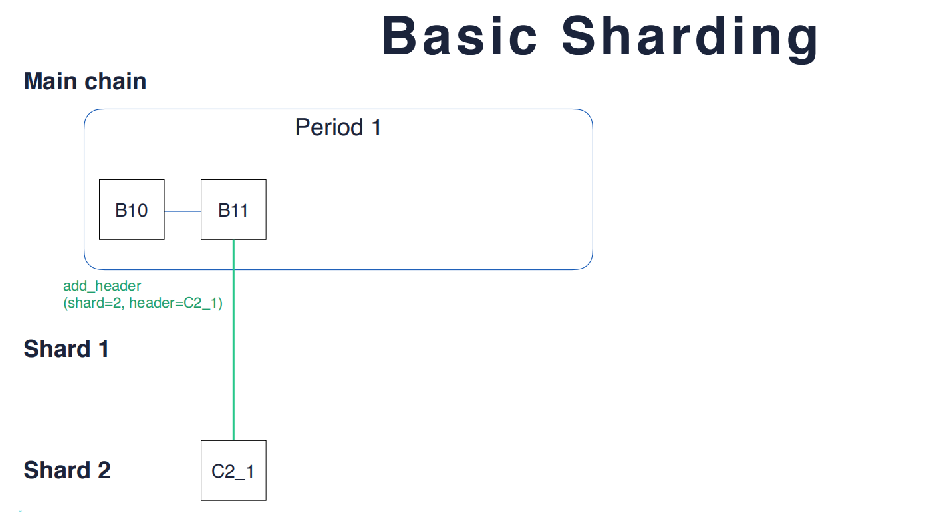 Basic Sharding
Main chain
Period 1
B10
B11
add_header
(shard=2, header=C2_1)
Shard 1
Shard 2
C2_1